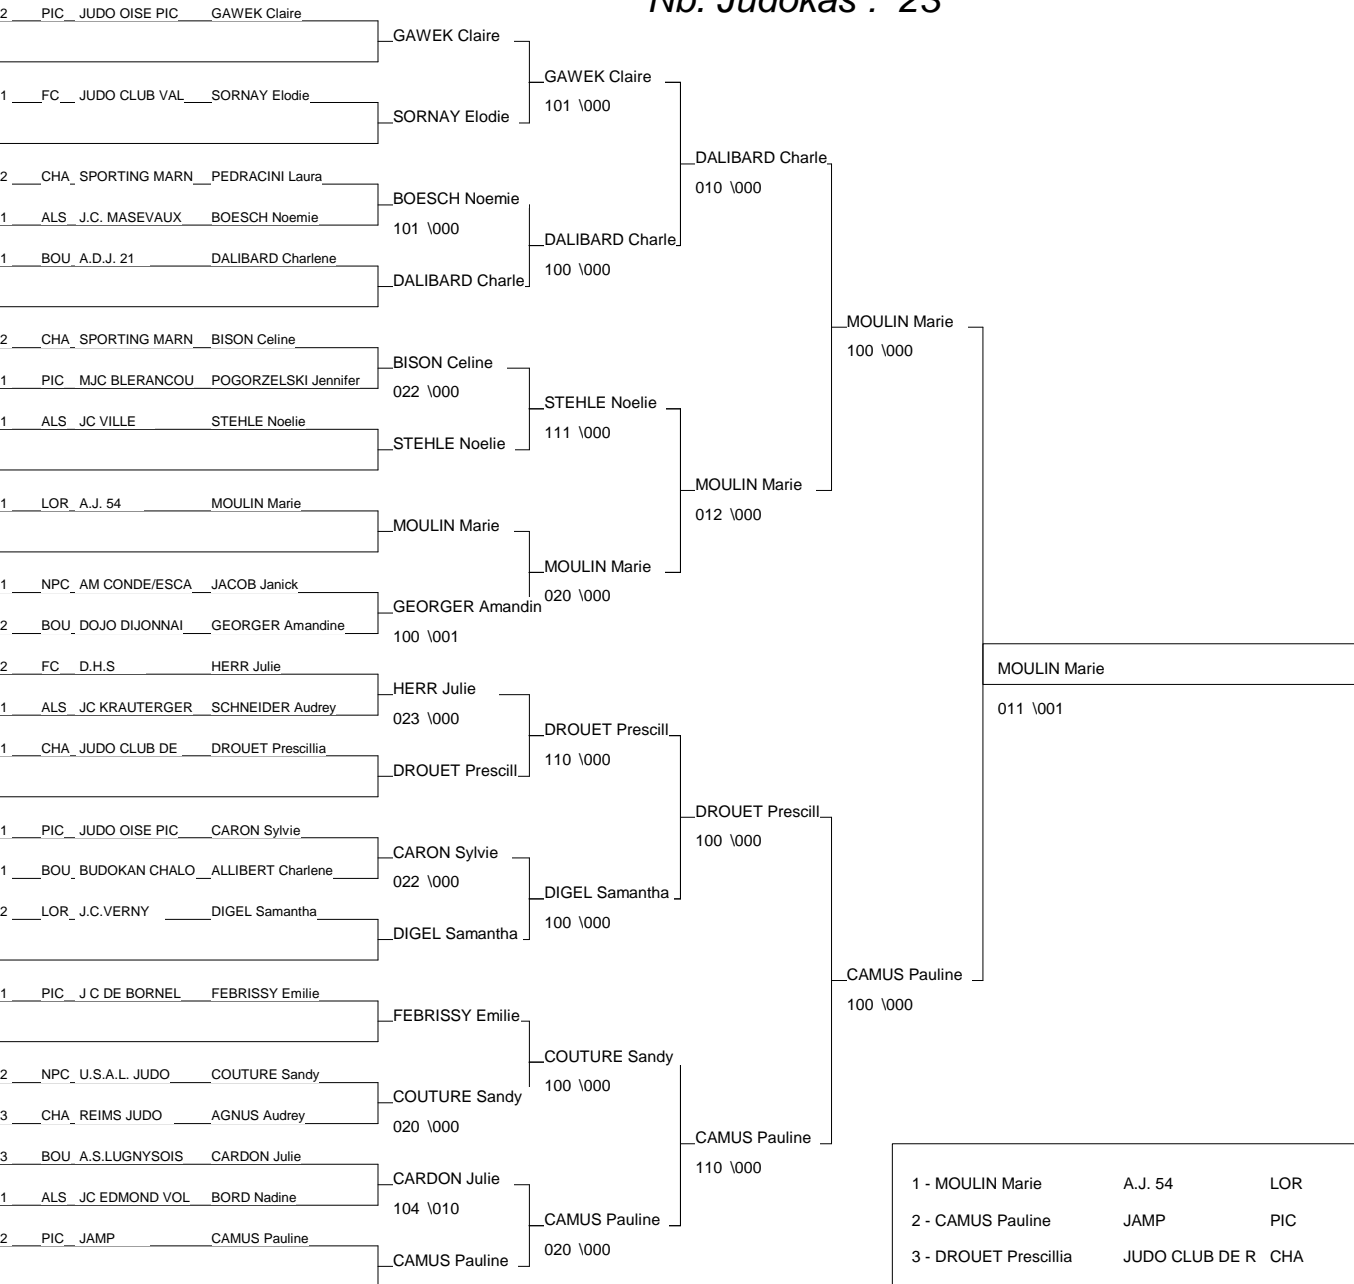 Nb. Judokas : 23
2 PIC JUDO OISE PIC GAWEK Claire
GAWEK Claire
GAWEK Claire
101 \000
1 FC JUDO CLUB VAL SORNAY Elodie
SORNAY Elodie
DALIBARD Charle
010 \000
2 CHA SPORTING MARN PEDRACINI Laura
BOESCH Noemie
101 \000
1 ALS J.C. MASEVAUX BOESCH Noemie
DALIBARD Charle
100 \000
1 BOU A.D.J. 21 DALIBARD Charlene
DALIBARD Charle
MOULIN Marie
100 \000
2 CHA SPORTING MARN BISON Celine
BISON Celine
022 \000
1 PIC MJC BLERANCOU POGORZELSKI Jennifer
STEHLE Noelie
111 \000
1 ALS JC VILLE STEHLE Noelie
STEHLE Noelie
MOULIN Marie
012 \000
1 LOR A.J. 54 MOULIN Marie
MOULIN Marie
MOULIN Marie
020 \000
1 NPC AM CONDE/ESCA JACOB Janick
GEORGER Amandin
100 \001
2 BOU DOJO DIJONNAI GEORGER Amandine
MOULIN Marie
011 \001
2 FC D.H.S HERR Julie
HERR Julie
023 \000
1 ALS JC KRAUTERGER SCHNEIDER Audrey
DROUET Prescill
110 \000
1 CHA JUDO CLUB DE DROUET Prescillia
DROUET Prescill
DROUET Prescill
100 \000
1 PIC JUDO OISE PIC CARON Sylvie
CARON Sylvie
022 \000
1 BOU BUDOKAN CHALO ALLIBERT Charlene
DIGEL Samantha
100 \000
2 LOR J.C.VERNY DIGEL Samantha
DIGEL Samantha
CAMUS Pauline
100 \000
1 PIC J C DE BORNEL FEBRISSY Emilie
FEBRISSY Emilie
COUTURE Sandy
100 \000
2 NPC U.S.A.L. JUDO COUTURE Sandy
COUTURE Sandy
020 \000
3 CHA REIMS JUDO AGNUS Audrey
CAMUS Pauline
110 \000
3 BOU A.S.LUGNYSOIS CARDON Julie
CARDON Julie
104 \010
1 ALS JC EDMOND VOL BORD Nadine
CAMUS Pauline
020 \000
2 PIC JAMP CAMUS Pauline
CAMUS Pauline
1 - MOULIN Marie A.J. 54 LOR
2 - CAMUS Pauline JAMP PIC
3 - DROUET Prescillia JUDO CLUB DE R CHA